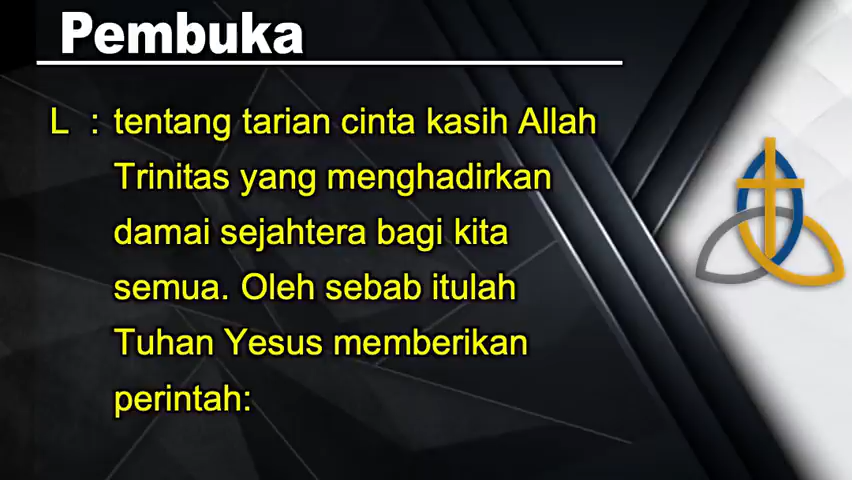 Pembuka
L : tentang tarian cinta kasih Allah
Trinitas yang menghadirkan
damai sejahtera bagi kita
semua. Oleh sebab itulah
Tuhan Yesus memberikan
perintah: